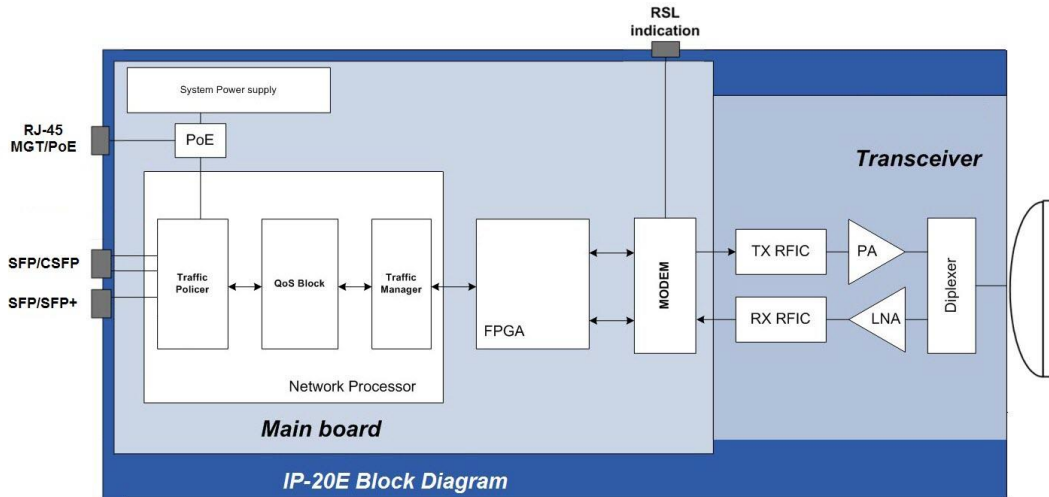 RSL
indication
System Power supply
RJ-45
MGT/PoE
PoE
Transceiver
SFP/CSFP
SFP/SFP+
Traffic
Policer
QoS Block
Traffic
Manager
FPGA
MODEM
TX RFIC
PA
RX RFIC
LNA
Diplexer
Network Processor
Main board
IP-20E Block Diagram